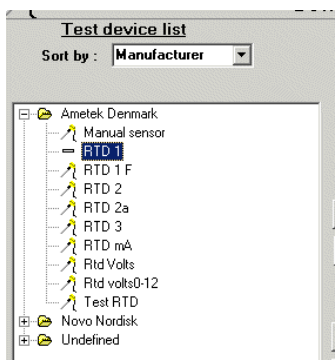 Test device list
Sort by : Manufacturer
Ametek Denmark
Manual sensor
RTD 1
RTD 1 F
RTD 2
RTD 2a
RTD 3
RTD mA
Rtd Volts
Rtd volts0-12
Test RTD
Novo Nordisk
Undefined